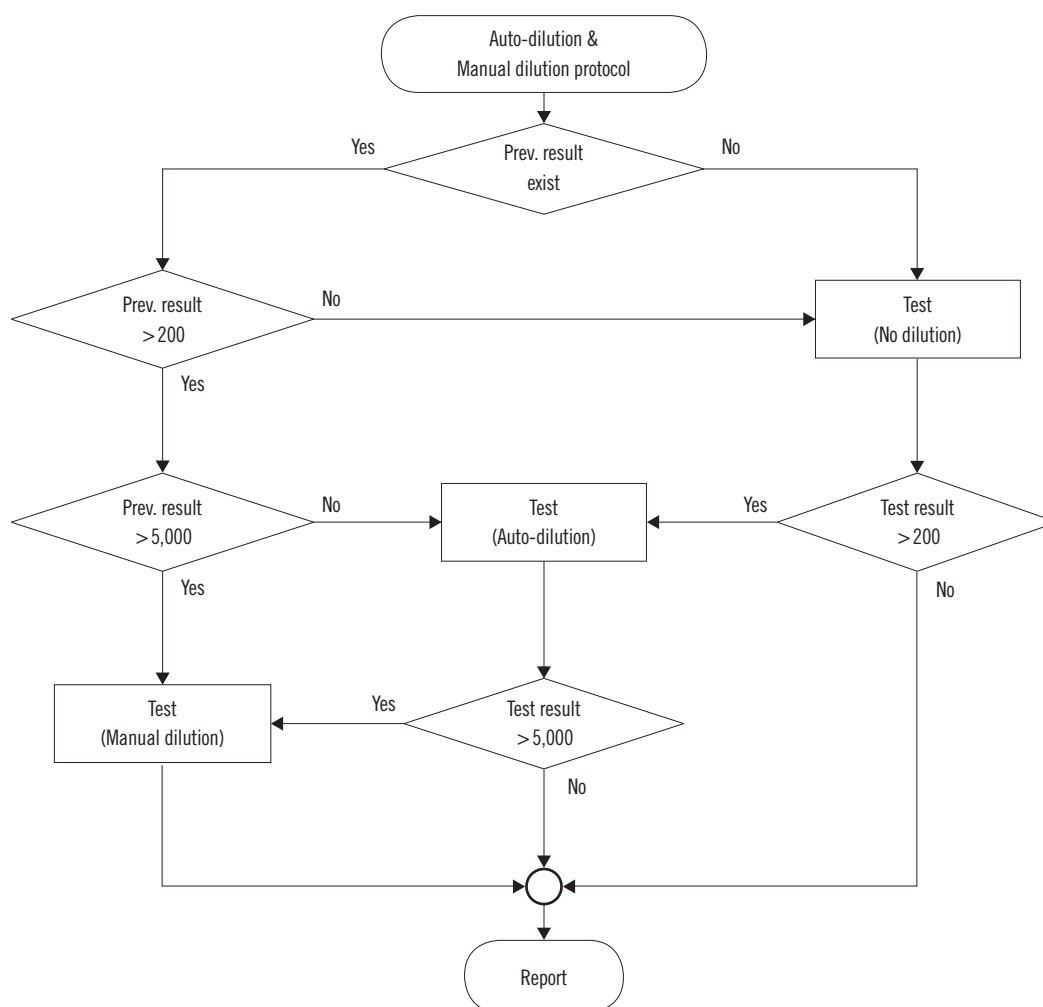 Auto-dilution &
Manual dilution protocol
Yes
Prev. result
exist
No
Prev. result
>200
No
Test
(No dilution)
Yes
Prev. result
>5,000
No
Test
(Auto-dilution)
Yes
Test result
>200
Yes
No
Test
(Manual dilution)
Yes
Test result
>5,000
No
Report